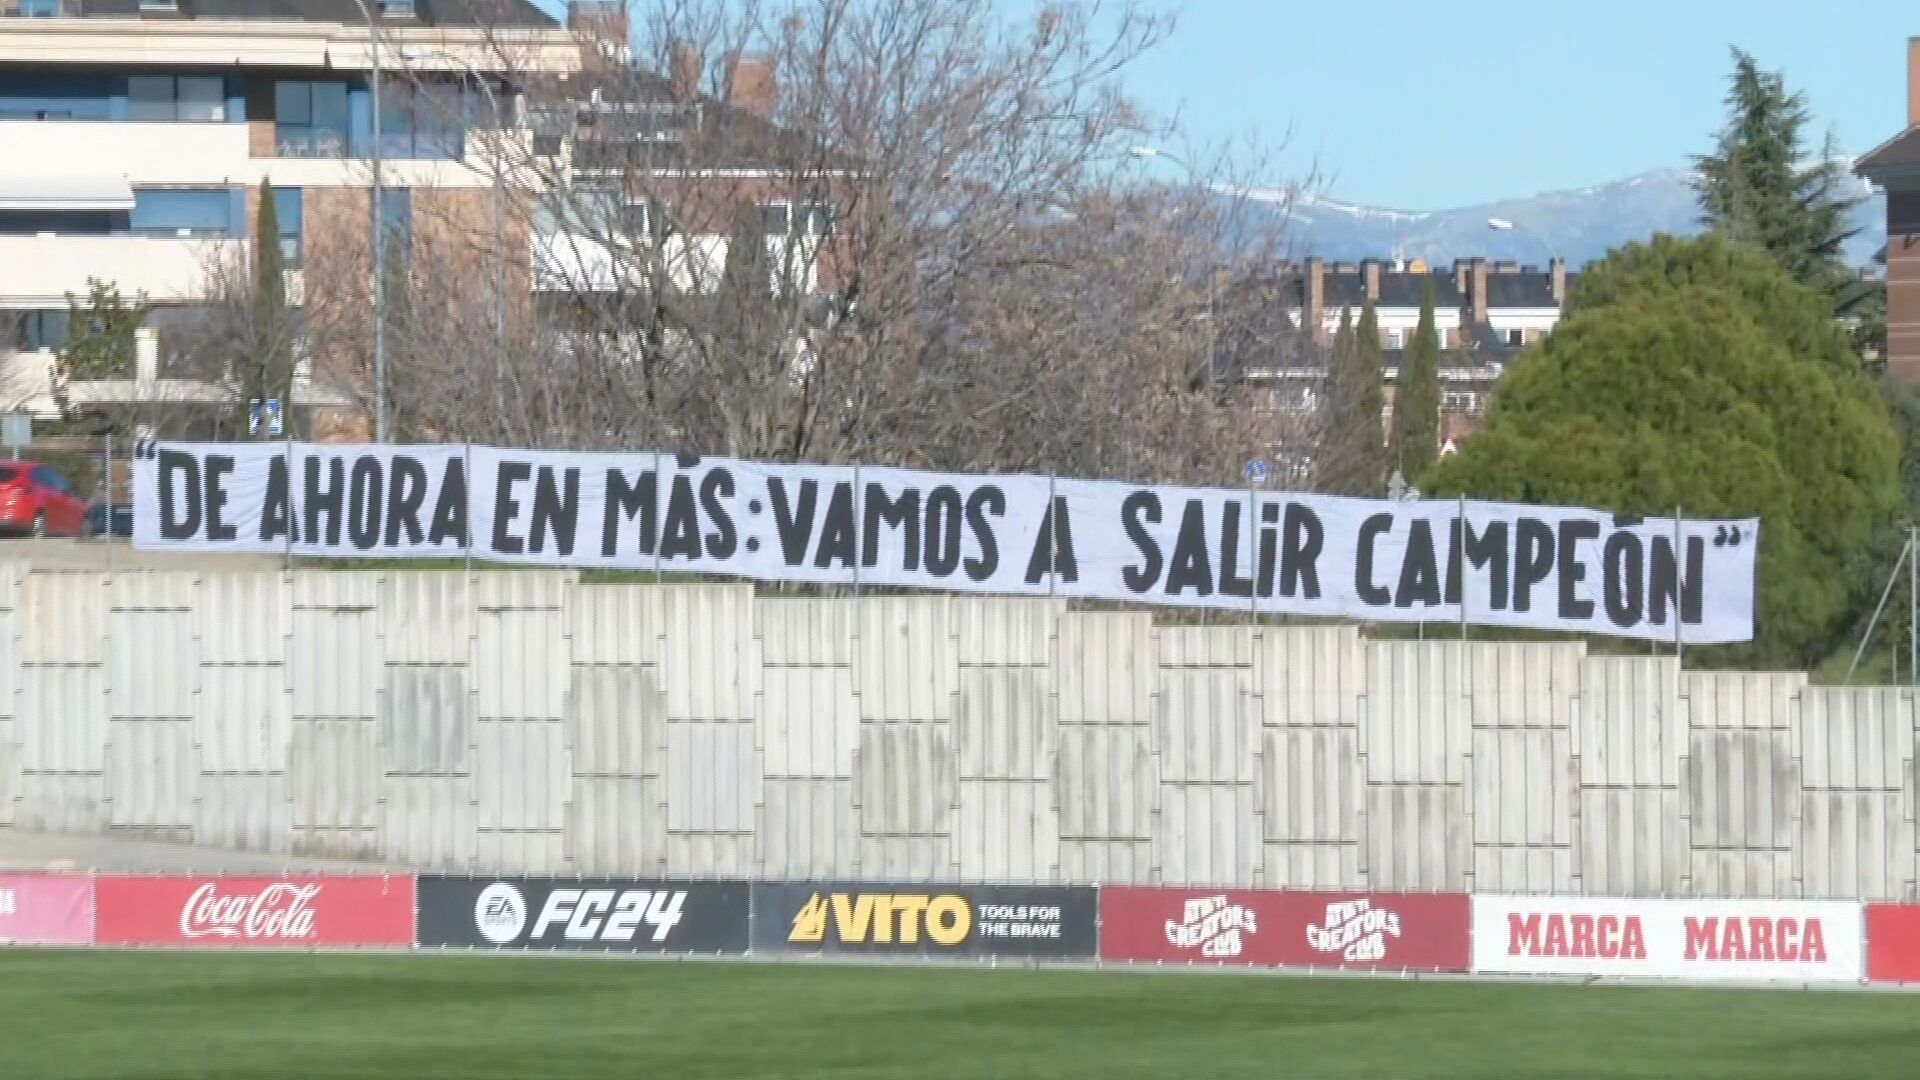 “DE AHORA EN MÁS: VAMOS A SALiR CAMPEÓN”
Coca-Cola
EA FC24
VITO TOOLS FOR
THE BRAVE
ATLETI
CREATORS
CLUB
ATLETI
CREATORS
CLUB
MARCA MARCA